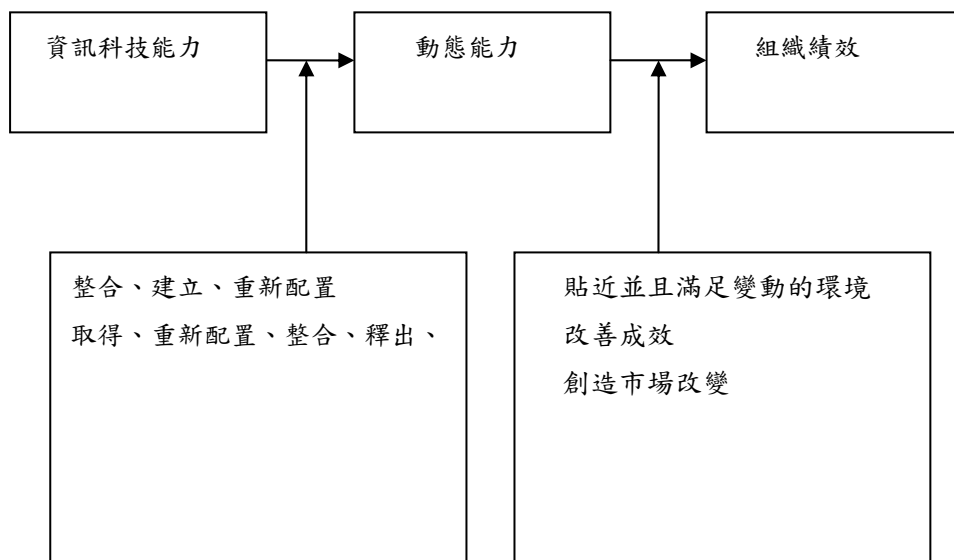 資訊科技能力
動態能力
組織績效
整合、建立、重新配置
取得、重新配置、整合、釋出、
貼近並且滿足變動的環境
改善成效
創造市場改變